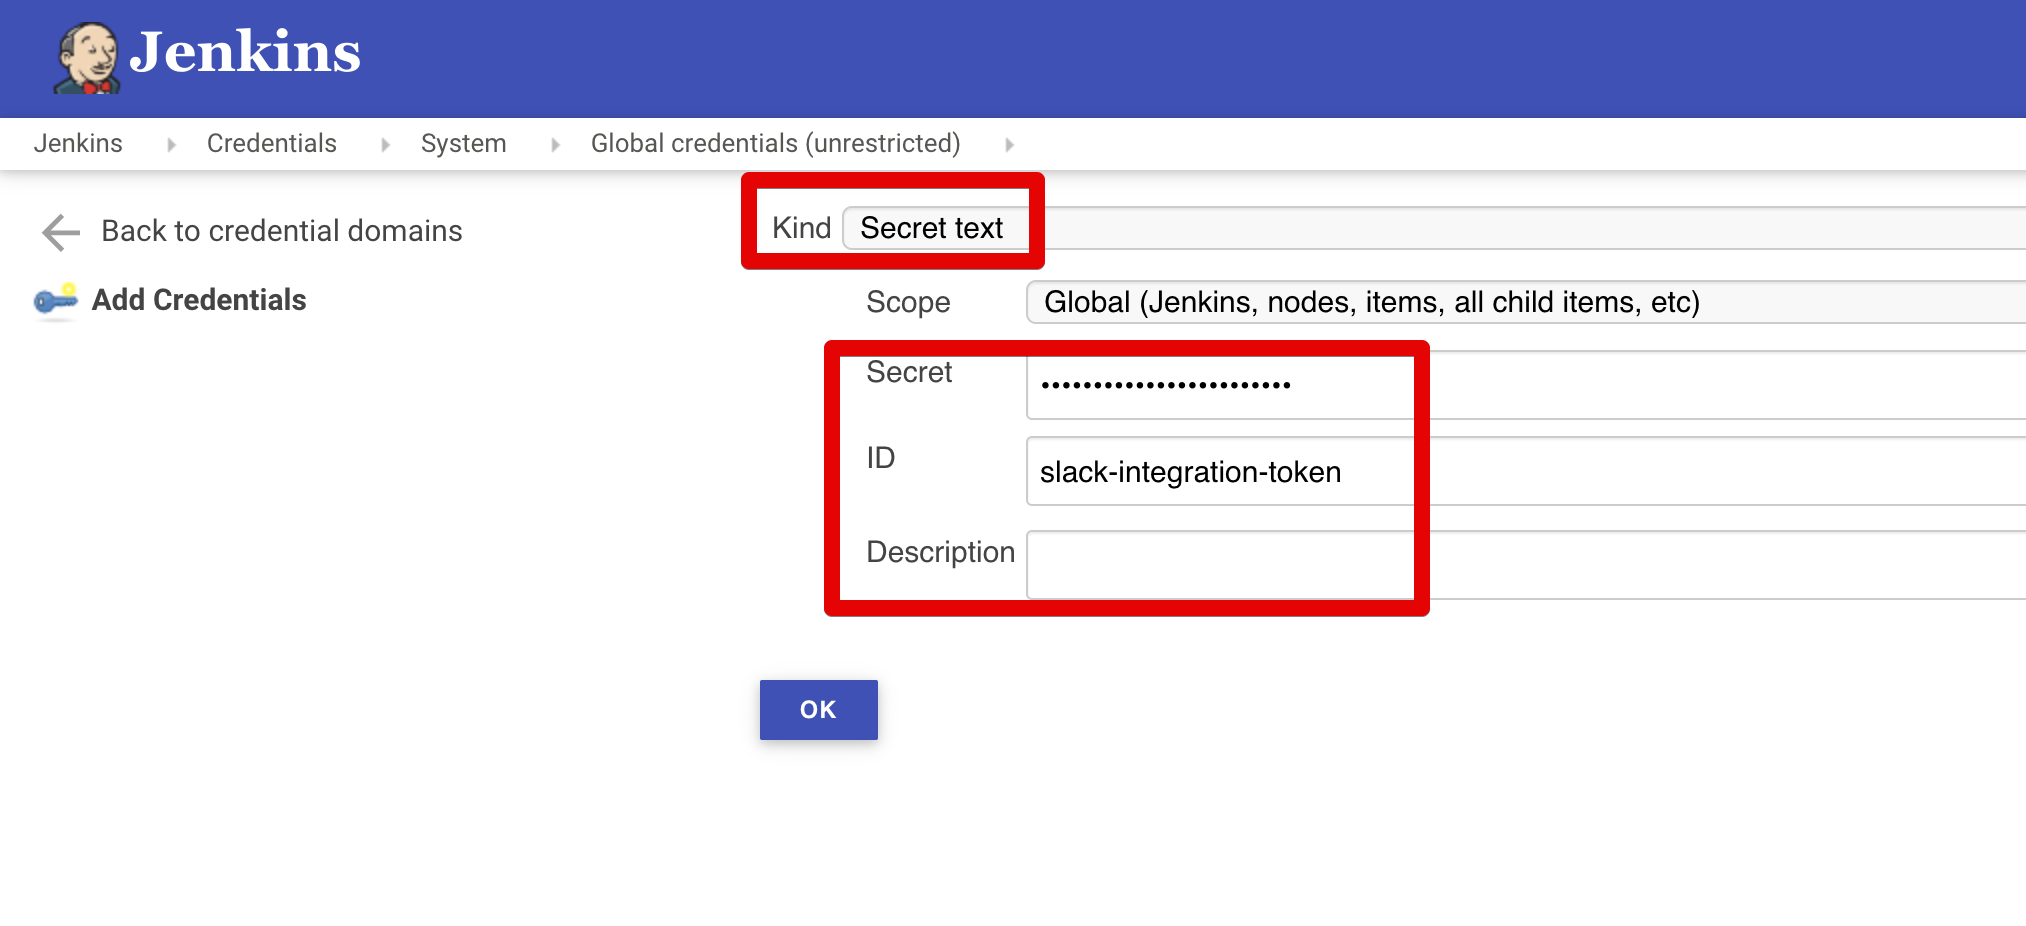 Jenkins
Jenkins Credentials System Global credentials (unrestricted)
Back to credential domains
Add Credentials
Kind Secret text
Scope Global (Jenkins, nodes, items, all child items, etc)
Secret ••••••••••••••••••••••••
ID slack-integration-token
Description
OK